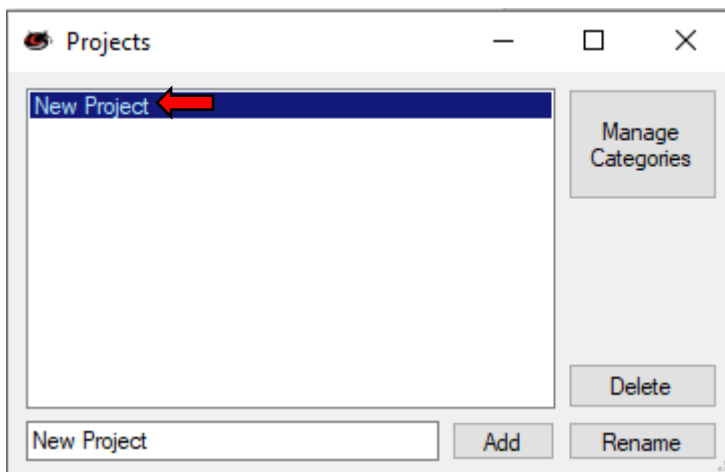 Projects
New Project
Manage
Categories
Delete
New Project
Add
Rename